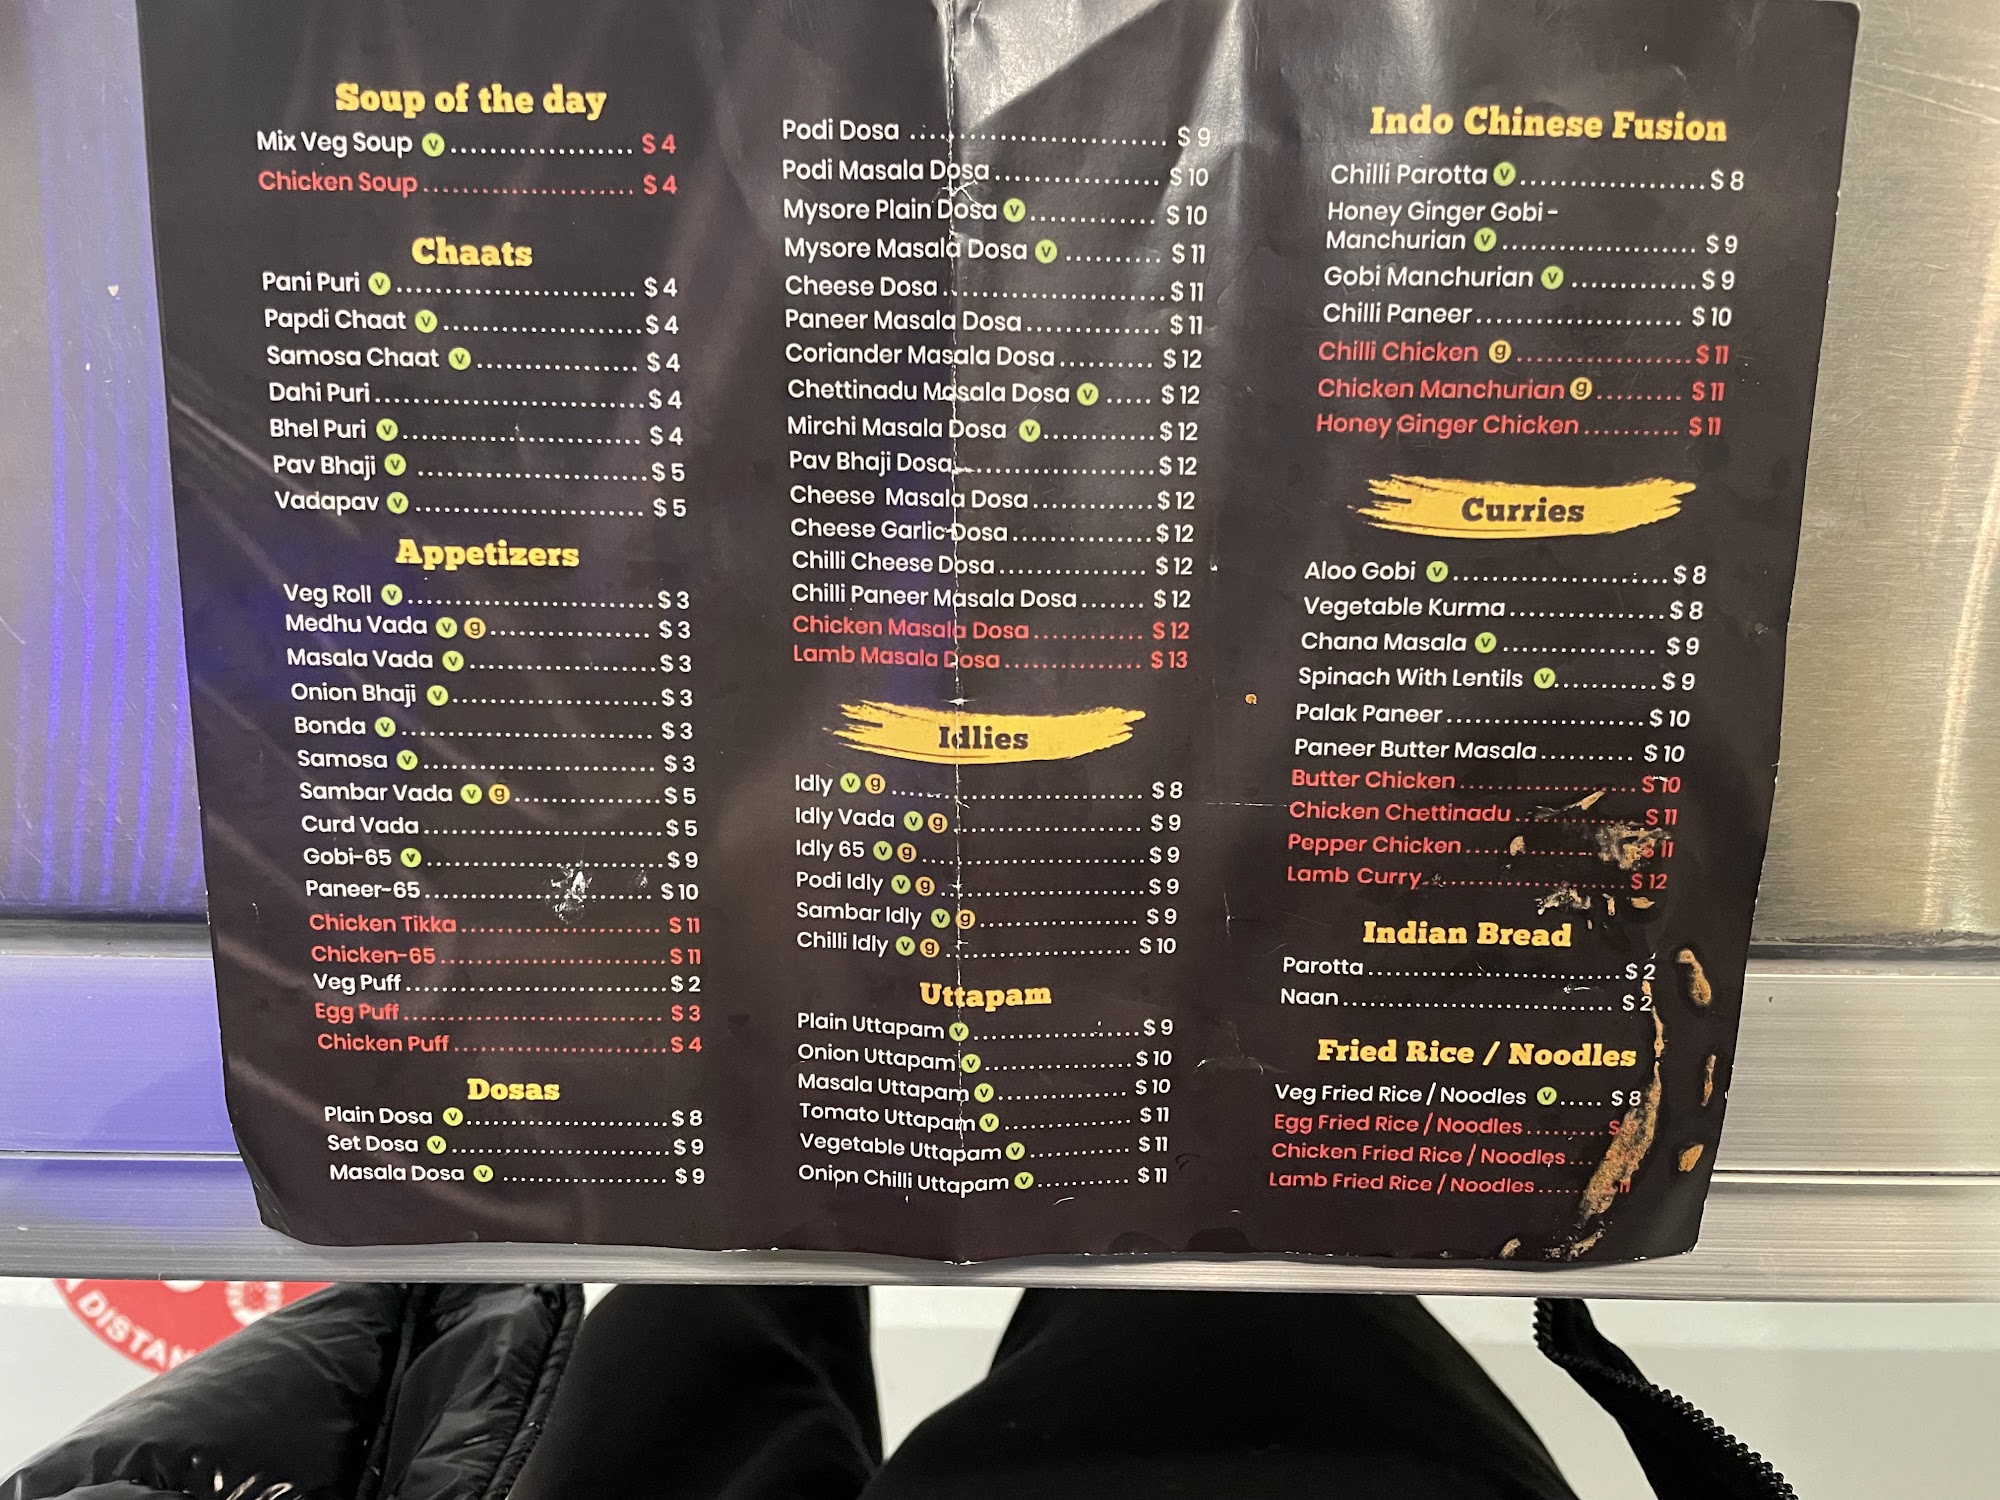 Soup of the day
Mix Veg Soup v ................... $ 4
Chicken Soup ...................... $ 4
Chaats
Pani Puri v ......................... $ 4
Papdi Chaat v ..................... $ 4
Samosa Chaat v ................. $ 4
Dahi Puri ............................ $ 4
Bhel Puri v ......................... $ 4
Pav Bhaji v ........................ $ 5
Vadapav v ........................ $ 5
Appetizers
Veg Roll v .......................... $ 3
Medhu Vada v g ................. $ 3
Masala Vada v .................... $ 3
Onion Bhaji v ...................... $ 3
Bonda v ........................... $ 3
Samosa v ......................... $ 3
Sambar Vada v g ................ $ 5
Curd Vada ......................... $ 5
Gobi-65 v ......................... $ 9
Paneer-65 ........................ $ 10
Chicken Tikka ..................... $ 11
Chicken-65 ........................ $ 11
Veg Puff ........................... $ 2
Egg Puff ........................... $ 3
Chicken Puff ....................... $ 4
Dosas
Plain Dosa v ...................... $ 8
Set Dosa v ........................ $ 9
Masala Dosa v .................... $ 9
Podi Dosa ......................... $ 9
Podi Masala Dosa ................. $ 10
Mysore Plain Dosa v ............. $ 10
Mysore Masala Dosa v .......... $ 11
Cheese Dosa ....................... $ 11
Paneer Masala Dosa .............. $ 11
Coriander Masala Dosa .......... $ 12
Chettinadu Masala Dosa v ..... $ 12
Mirchi Masala Dosa v ............ $ 12
Pav Bhaji Dosa .................... $ 12
Cheese Masala Dosa ............. $ 12
Cheese Garlic Dosa .............. $ 12
Chilli Cheese Dosa ............... $ 12
Chilli Paneer Masala Dosa ....... $ 12
Chicken Masala Dosa ............ $ 12
Lamb Masala Dosa ............... $ 13
Idlies
Idly v g ............................ $ 8
Idly Vada v g ..................... $ 9
Idly 65 v g ........................ $ 9
Podi Idly v g ...................... $ 9
Sambar Idly v g .................. $ 9
Chilli Idly v g ..................... $ 10
Uttapam
Plain Uttapam v .................. $ 9
Onion Uttapam v ................. $ 10
Masala Uttapam v ............... $ 10
Tomato Uttapam v .............. $ 11
Vegetable Uttapam v ........... $ 11
Onion Chilli Uttapam v .......... $ 11
Indo Chinese Fusion
Chilli Parotta v ................... $ 8
Honey Ginger Gobi -
Manchurian v ..................... $ 9
Gobi Manchurian v ............. $ 9
Chilli Paneer ...................... $ 10
Chilli Chicken g .................. $ 11
Chicken Manchurian g ......... $ 11
Honey Ginger Chicken .......... $ 11
Curries
Aloo Gobi v ....................... $ 8
Vegetable Kurma ................. $ 8
Chana Masala v ................. $ 9
Spinach With Lentils v ........... $ 9
Palak Paneer ..................... $ 10
Paneer Butter Masala .......... $ 10
Butter Chicken ................... $ 10
Chicken Chettinadu ............. $ 11
Pepper Chicken .................. $ 11
Lamb Curry ....................... $ 12
Indian Bread
Parotta ............................ $ 2
Naan .............................. $ 2
Fried Rice / Noodles
Veg Fried Rice / Noodles v ..... $ 8
Egg Fried Rice / Noodles ......... $
Chicken Fried Rice / Noodles ...
Lamb Fried Rice / Noodles ..... 11
DISTAN